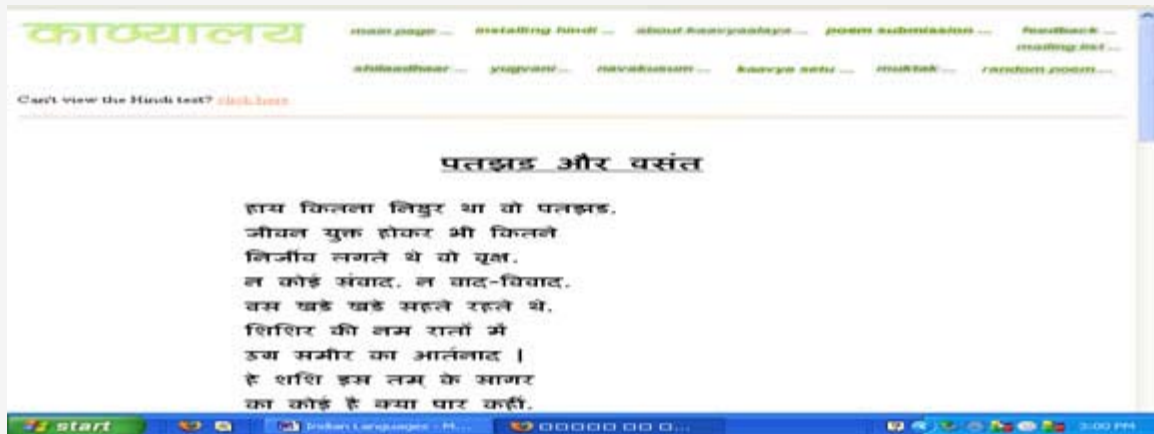 काव्यालय
main page ... installing hindi ... about kaavyaalaya ... poem submission ... feedback ...
mailing list ...
shilaadhaar ... yugvani ... navakusum ... kaavya setu ... muktak ... random poem ...
Can't view the Hindi text? click here
पतझड और वसंत
हाय कितना निष्ठुर था वो पतझड.
जीवन युक्त होकर भी कितने
निर्जीव लगते थे वो वृक्ष.
न कोई संवाद. न वाद-विवाद.
बस खडे खडे सहते रहते थे.
शिशिर की नम रातों में
उग्र समीर का आर्तनाद |
हे शशि इस तम् के सागर
का कोई है क्या पार कहीं.
start Indian Languages - M... □□□□□ □□ □... 3:00 PM